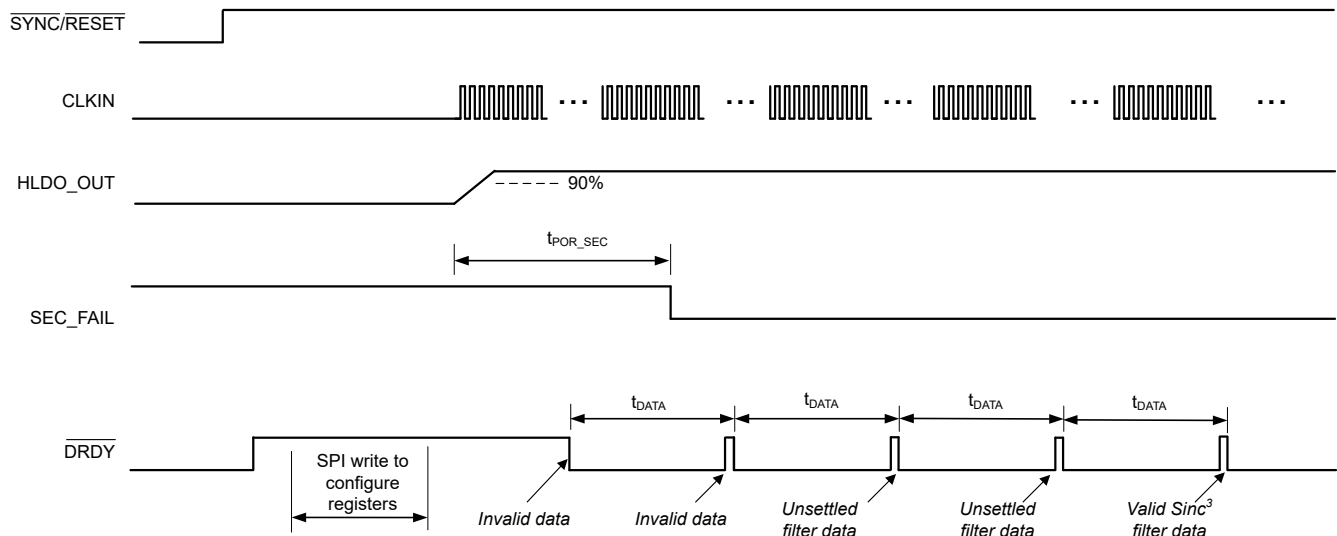 SYNC/RESET
CLKIN
... ... ... ... ...
HLDO_OUT
90%
tPOR_SEC
SEC_FAIL
tDATA tDATA tDATA tDATA
DRDY
SPI write to
configure
registers
Invalid data
Invalid data
Unsettled
filter data
Unsettled
filter data
Valid Sinc³
filter data